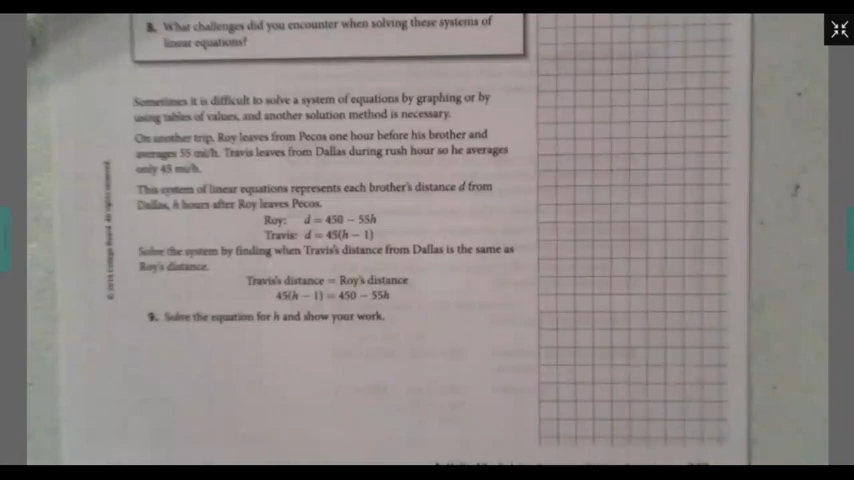 8. What challenges did you encounter when solving these systems of
linear equations?
Sometimes it is difficult to solve a system of equations by graphing or by
using tables of values, and another solution method is necessary.
On another trip, Roy leaves from Pecos one hour before his brother and
averages 55 mi/h. Travis leaves from Dallas during rush hour so he averages
only 45 mi/h.
This system of linear equations represents each brother's distance d from
Dallas, h hours after Roy leaves Pecos.
Roy: d = 450 − 55h
Travis: d = 45(h − 1)
Solve the system by finding when Travis's distance from Dallas is the same as
Roy's distance.
Travis's distance = Roy's distance
45(h − 1) = 450 − 55h
9. Solve the equation for h and show your work.
© 2014 College Board. All rights reserved.